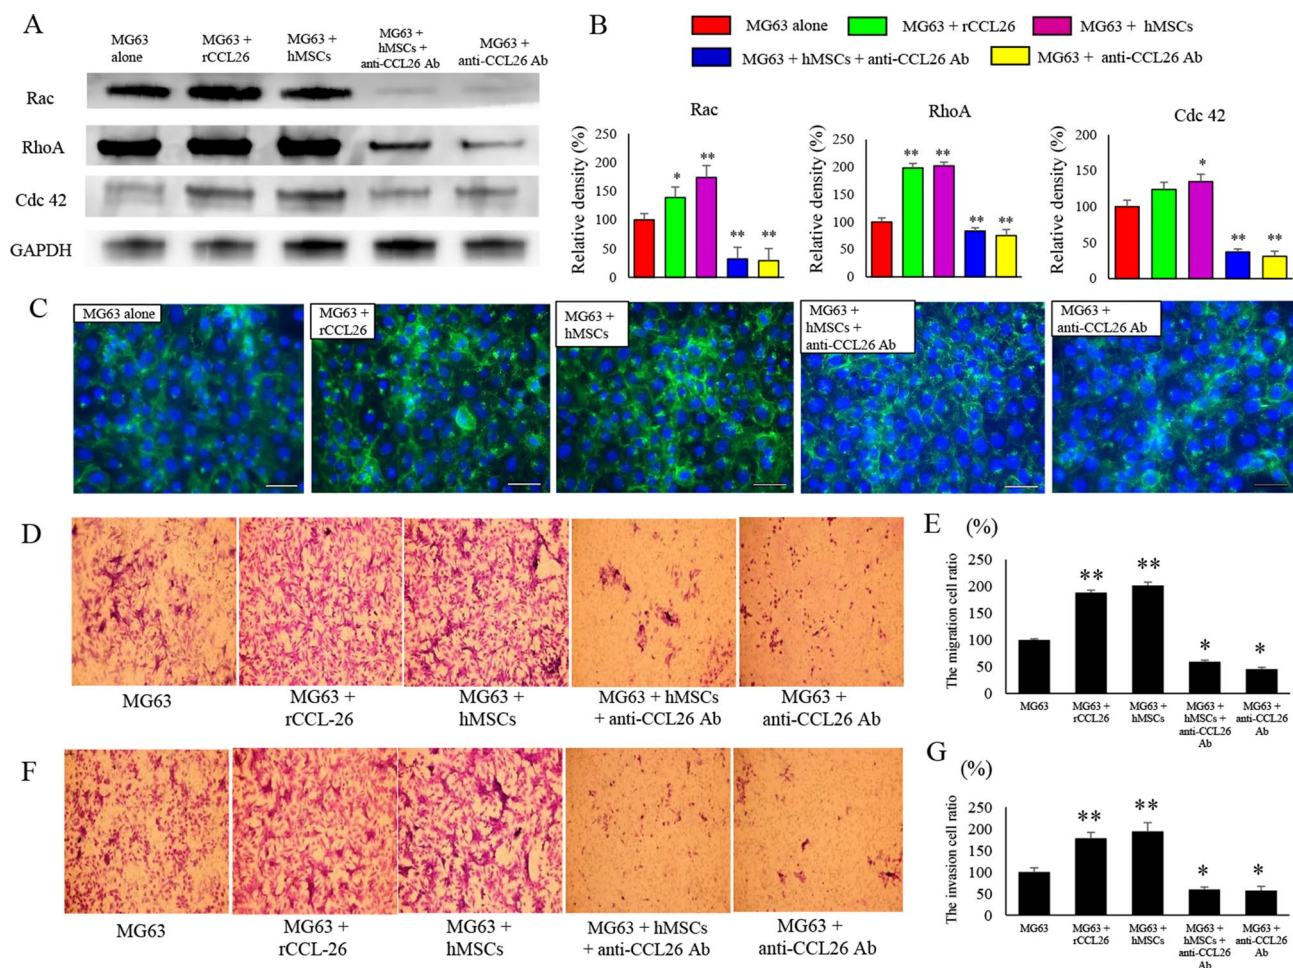 A
MG63
alone
MG63 +
rCCL26
MG63 +
hMSCs
MG63 +
hMSCs +
anti-CCL26 Ab
MG63 +
anti-CCL26 Ab
Rac
RhoA
Cdc 42
GAPDH
B
MG63 alone
MG63 + rCCL26
MG63 + hMSCs
MG63 + hMSCs + anti-CCL26 Ab
MG63 + anti-CCL26 Ab
Rac
Relative density (%)
250
200
150
100
50
0
*
**
**
**
RhoA
Relative density (%)
250
200
150
100
50
0
**
**
**
**
Cdc 42
Relative density (%)
200
150
100
50
0
*
**
**
C
MG63 alone
MG63 +
rCCL26
MG63 +
hMSCs
MG63 +
hMSCs +
anti-CCL26 Ab
MG63 +
anti-CCL26 Ab
D
MG63
MG63 +
rCCL-26
MG63 +
hMSCs
MG63 + hMSCs
+ anti-CCL26 Ab
MG63 +
anti-CCL26 Ab
E
(%)
The migration cell ratio
250
200
150
100
50
0
**
**
*
*
MG63
MG63 +
rCCL26
MG63 +
hMSCs
MG63 +
hMSCs +
anti-CCL26
Ab
MG63 +
anti-CCL26
Ab
F
MG63
MG63 +
rCCL-26
MG63 +
hMSCs
MG63 + hMSCs
+ anti-CCL26 Ab
MG63 +
anti-CCL26 Ab
G
(%)
The invasion cell ratio
250
200
150
100
50
0
**
**
*
*
MG63
MG63 +
rCCL26
MG63 +
hMSCs
MG63 +
hMSCs +
anti-CCL26
Ab
MG63 +
anti-CCL26
Ab